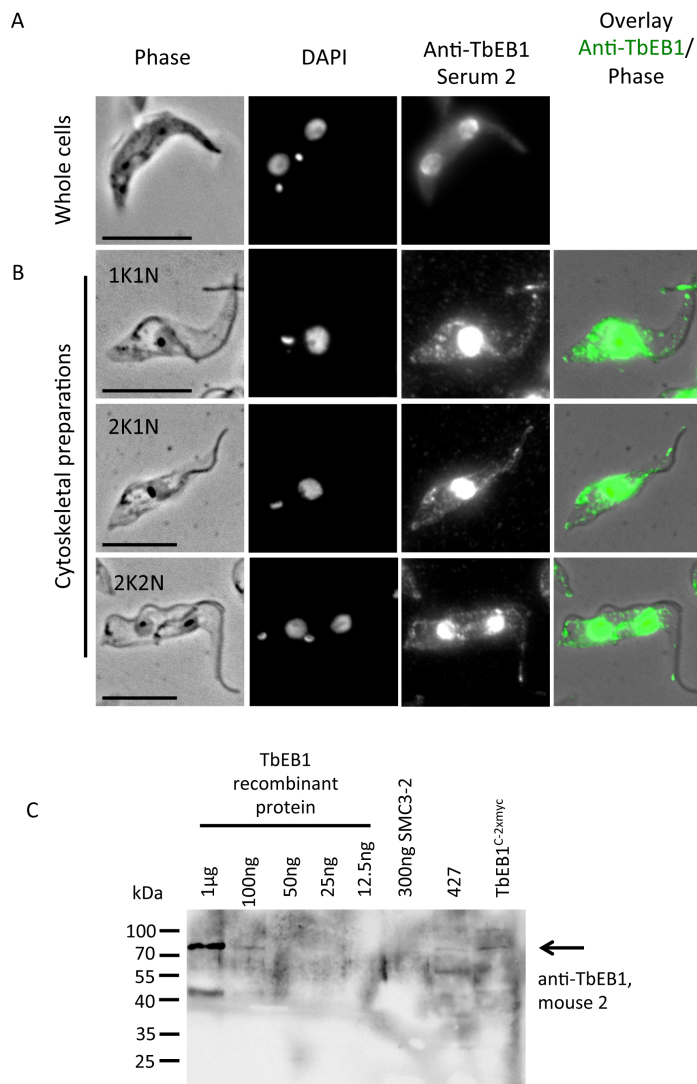 A
Phase
DAPI
Anti-TbEB1
Serum 2
Overlay
Anti-TbEB1/
Phase
Whole cells
B
Cytoskeletal preparations
1K1N
2K1N
2K2N
C
TbEB1
recombinant
protein
kDa
1µg
100ng
50ng
25ng
12.5ng
300ng SMC3-2
427
TbEB1C-2xmyc
100
70
55
40
35
25
anti-TbEB1,
mouse 2